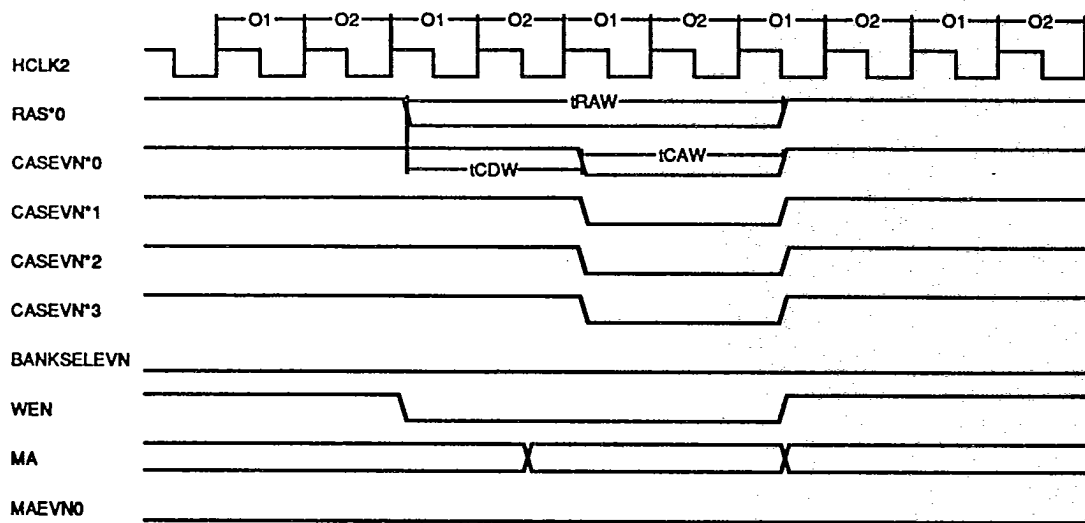 O1 O2 O1 O2 O1 O2 O1 O2 O1 O2
HCLK2
RAS*0 tRAW
CASEVN*0 tCAW
tCDW
CASEVN*1
CASEVN*2
CASEVN*3
BANKSELEVN
WEN
MA
MAEVN0